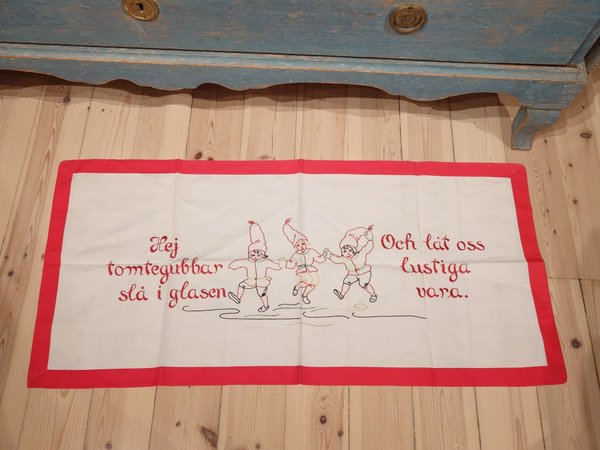 Hej
tomtegubbar
slå i glasen
Och låt oss
lustiga
vara.